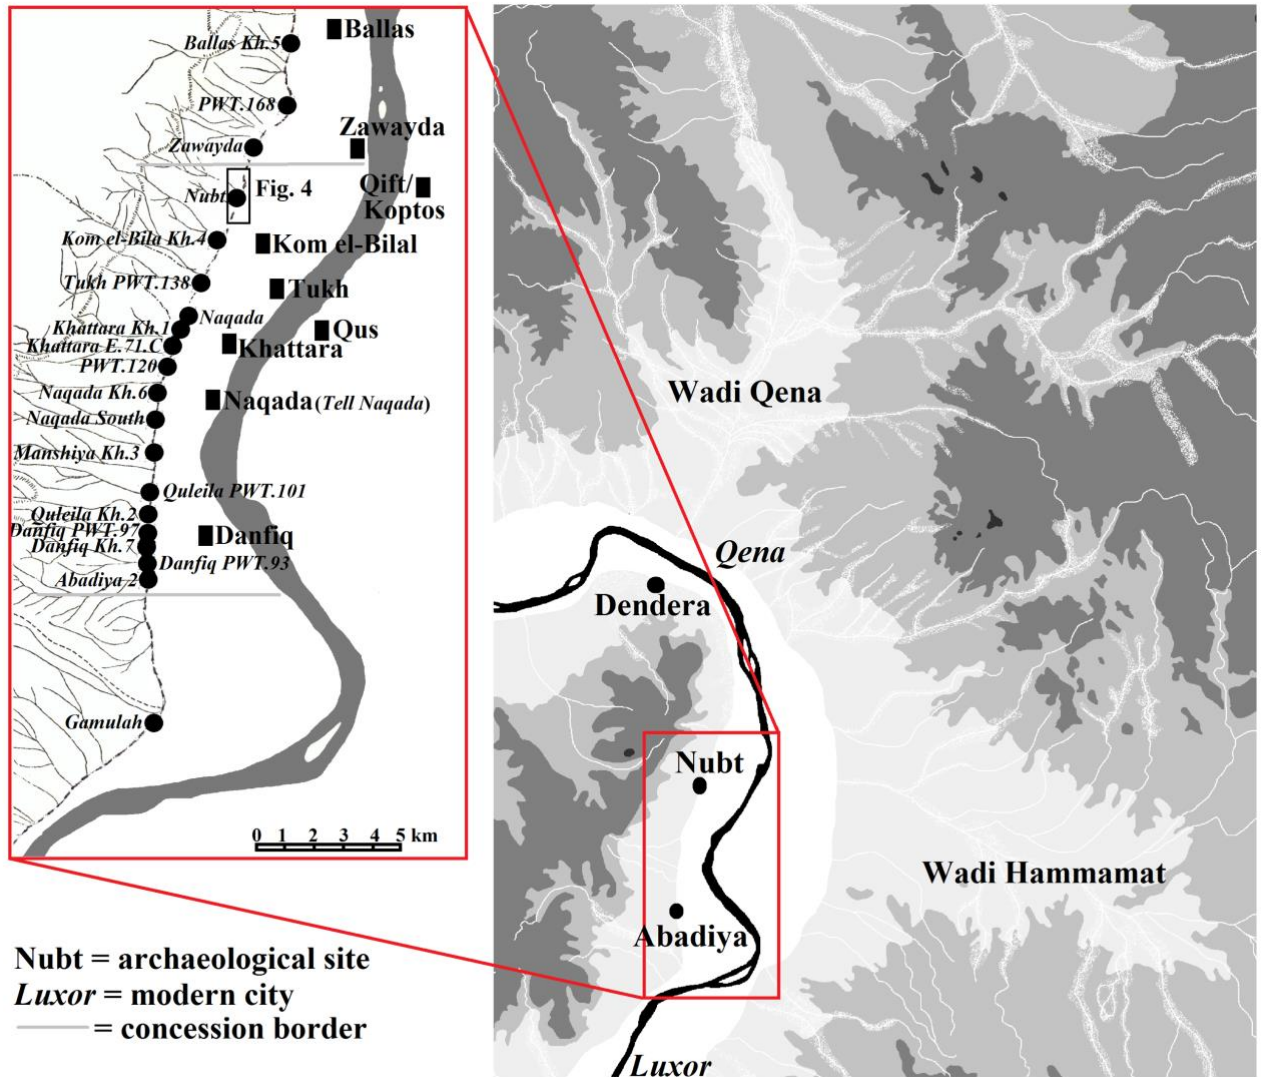 Ballas
Ballas Kh.5
PWT.168
Zawayda
Zawayda
Qift/
Koptos
Nubt
Fig. 4
Kom el-Bila Kh.4
Kom el-Bilal
Tukh PWT.138
Tukh
Naqada
Khattara Kh.1
Qus
Khattara E.71.C
Khattara
PWT.120
Naqada Kh.6
Naqada (Tell Naqada)
Naqada South
Manshiya Kh.3
Quleila PWT.101
Quleila Kh.2
Danfiq PWT.97
Danfiq
Danfiq Kh.7
Danfiq PWT.93
Abadiya 2
Gamulah
0 1 2 3 4 5 km
Wadi Qena
Qena
Dendera
Nubt
Wadi Hammamat
Abadiya
Luxor
Nubt = archaeological site
Luxor = modern city
= concession border